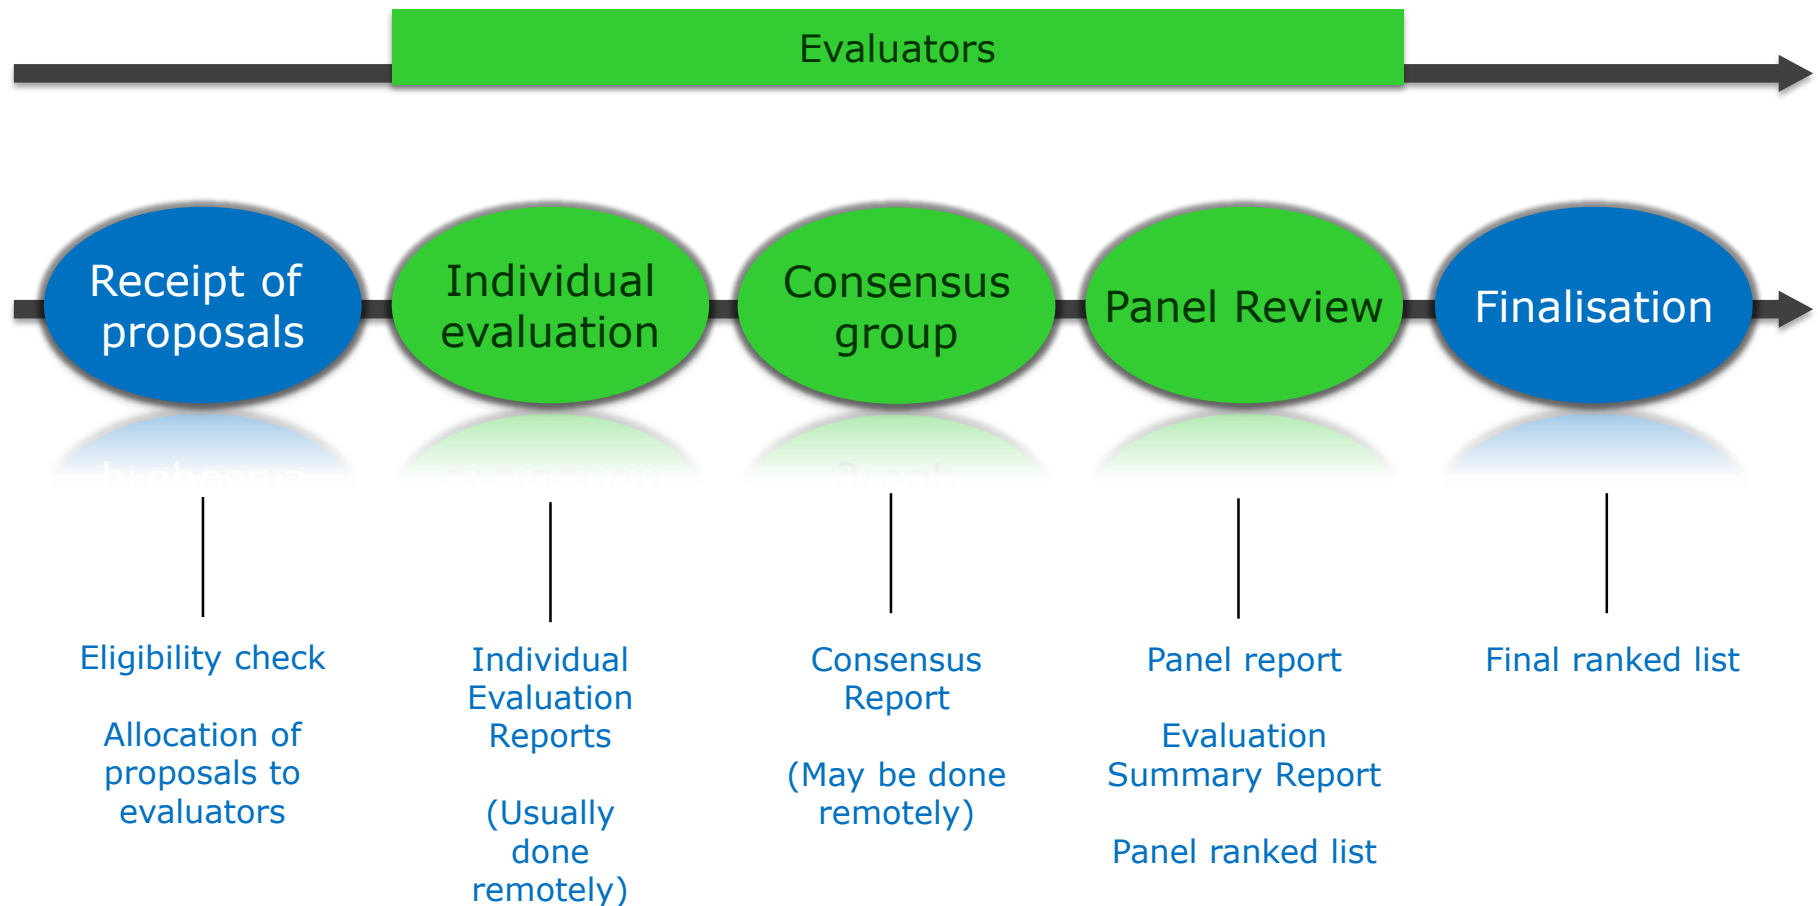 Evaluators
Receipt of
proposals
Individual
evaluation
Consensus
group
Panel Review
Finalisation
Eligibility check
Allocation of
proposals to
evaluators
Individual
Evaluation
Reports
(Usually
done
remotely)
Consensus
Report
(May be done
remotely)
Panel report
Evaluation
Summary Report
Panel ranked list
Final ranked list